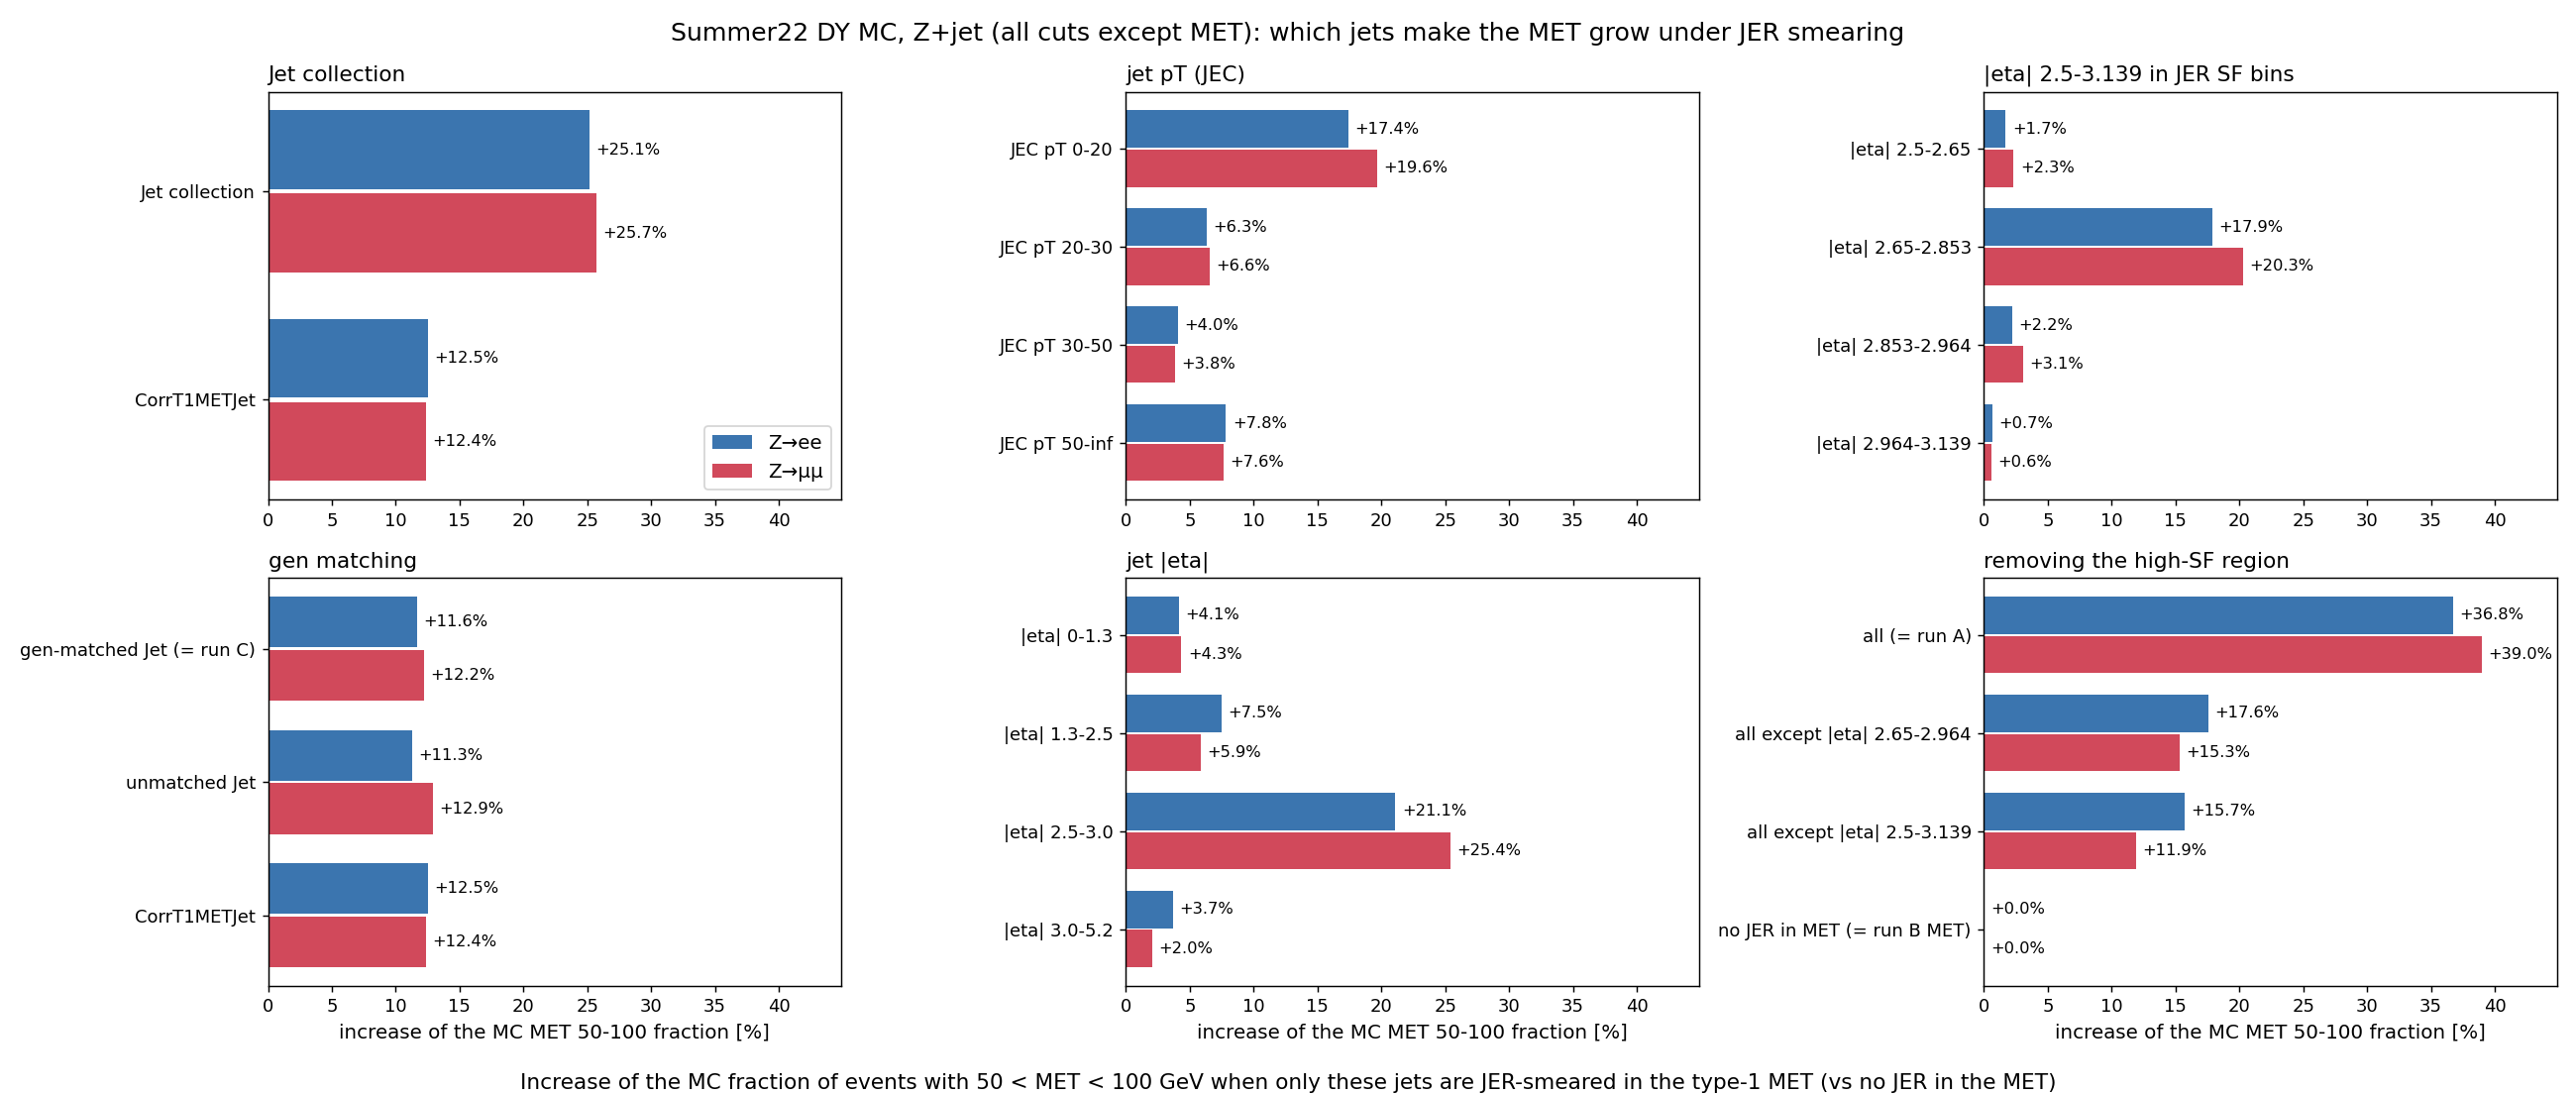 Summer22 DY MC, Z+jet (all cuts except MET): which jets make the MET grow under JER smearing
Jet collection
Jet collection
+25.1%
+25.7%
CorrT1METJet
+12.5%
+12.4%
Z→ee
Z→μμ
0 5 10 15 20 25 30 35 40
jet pT (JEC)
JEC pT 0-20
+17.4%
+19.6%
JEC pT 20-30
+6.3%
+6.6%
JEC pT 30-50
+4.0%
+3.8%
JEC pT 50-inf
+7.8%
+7.6%
0 5 10 15 20 25 30 35 40
|eta| 2.5-3.139 in JER SF bins
|eta| 2.5-2.65
+1.7%
+2.3%
|eta| 2.65-2.853
+17.9%
+20.3%
|eta| 2.853-2.964
+2.2%
+3.1%
|eta| 2.964-3.139
+0.7%
+0.6%
0 5 10 15 20 25 30 35 40
gen matching
gen-matched Jet (= run C)
+11.6%
+12.2%
unmatched Jet
+11.3%
+12.9%
CorrT1METJet
+12.5%
+12.4%
0 5 10 15 20 25 30 35 40
increase of the MC MET 50-100 fraction [%]
jet |eta|
|eta| 0-1.3
+4.1%
+4.3%
|eta| 1.3-2.5
+7.5%
+5.9%
|eta| 2.5-3.0
+21.1%
+25.4%
|eta| 3.0-5.2
+3.7%
+2.0%
0 5 10 15 20 25 30 35 40
increase of the MC MET 50-100 fraction [%]
removing the high-SF region
all (= run A)
+36.8%
+39.0%
all except |eta| 2.65-2.964
+17.6%
+15.3%
all except |eta| 2.5-3.139
+15.7%
+11.9%
no JER in MET (= run B MET)
+0.0%
+0.0%
0 5 10 15 20 25 30 35 40
increase of the MC MET 50-100 fraction [%]
Increase of the MC fraction of events with 50 < MET < 100 GeV when only these jets are JER-smeared in the type-1 MET (vs no JER in the MET)